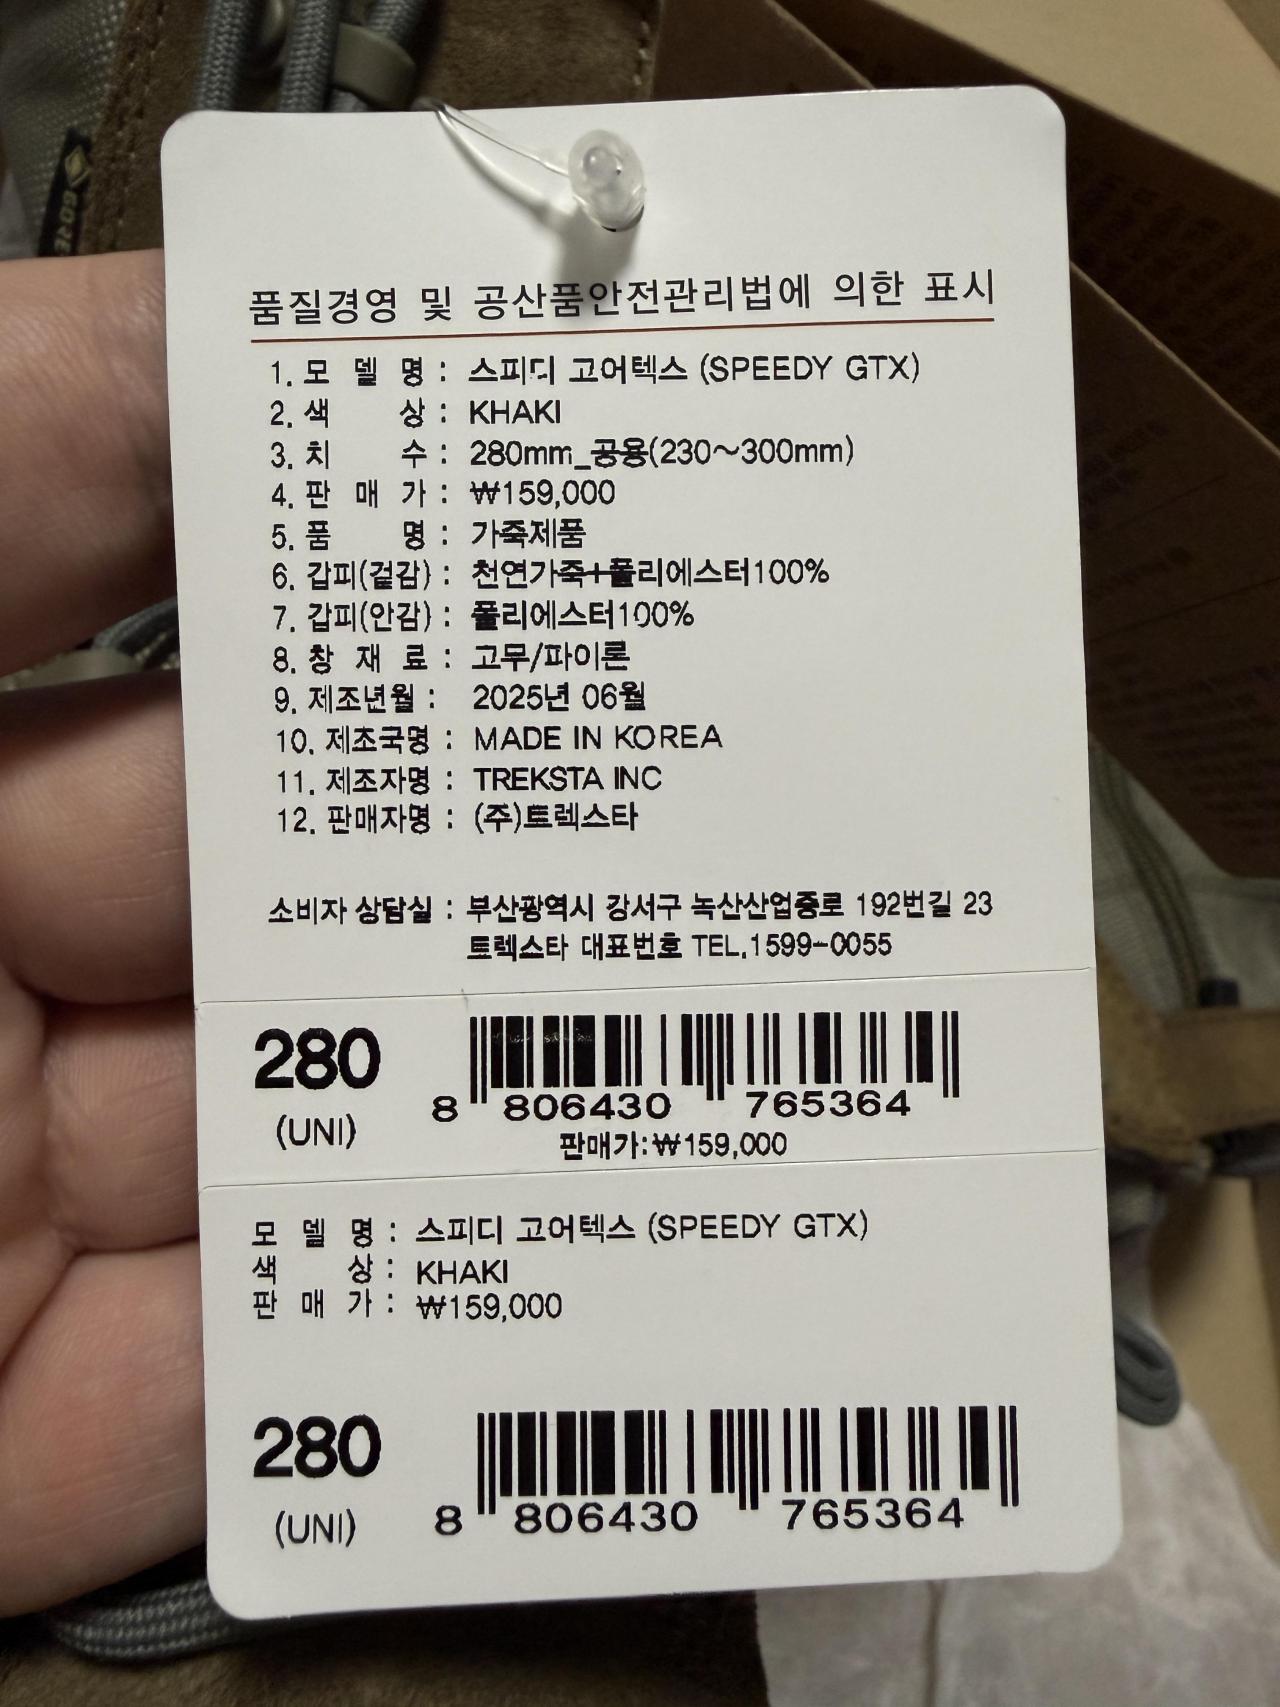 품질경영 및 공산품안전관리법에 의한 표시
1. 모 델 명 : 스피디 고어텍스 (SPEEDY GTX)
2. 색 상 : KHAKI
3. 치 수 : 280mm_공용(230~300mm)
4. 판 매 가 : ₩159,000
5. 품 명 : 가죽제품
6. 갑피(겉감) : 천연가죽+폴리에스터100%
7. 갑피(안감) : 폴리에스터100%
8. 창 재 료 : 고무/파이론
9. 제조년월 : 2025년 06월
10. 제조국명 : MADE IN KOREA
11. 제조자명 : TREKSTA INC
12. 판매자명 : (주)트렉스타
소비자 상담실 : 부산광역시 강서구 녹산산업중로 192번길 23
트렉스타 대표번호 TEL.1599-0055
280
(UNI)
8 806430 765364
판매가:₩159,000
모 델 명 : 스피디 고어텍스 (SPEEDY GTX)
색 상 : KHAKI
판 매 가 : ₩159,000
280
(UNI)
8 806430 765364